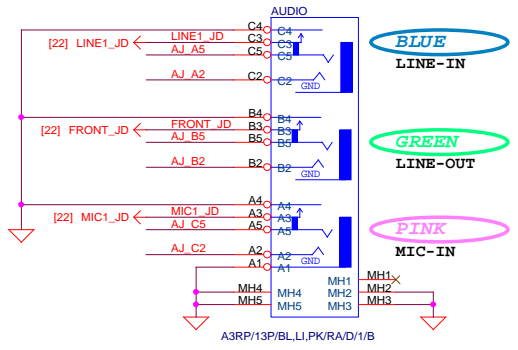 AUDIO
C4 C4
[22] LINE1_JD LINE1_JD C3 C3
AJ_A5 C5 C5
AJ_A2 C2 C2
GND
BLUE
LINE-IN
B4 B4
[22] FRONT_JD FRONT_JD B3 B3
AJ_B5 B5 B5
AJ_B2 B2 B2
GND
GREEN
LINE-OUT
A4 A4
[22] MIC1_JD MIC1_JD A3 A3
AJ_C5 A5 A5
AJ_C2 A2 A2
GND
A1 A1
PINK
MIC-IN
MH1 MH1
MH4 MH4 MH2 MH2
MH5 MH5 MH3 MH3
A3RP/13P/BL,LI,PK/RA/D/1/B